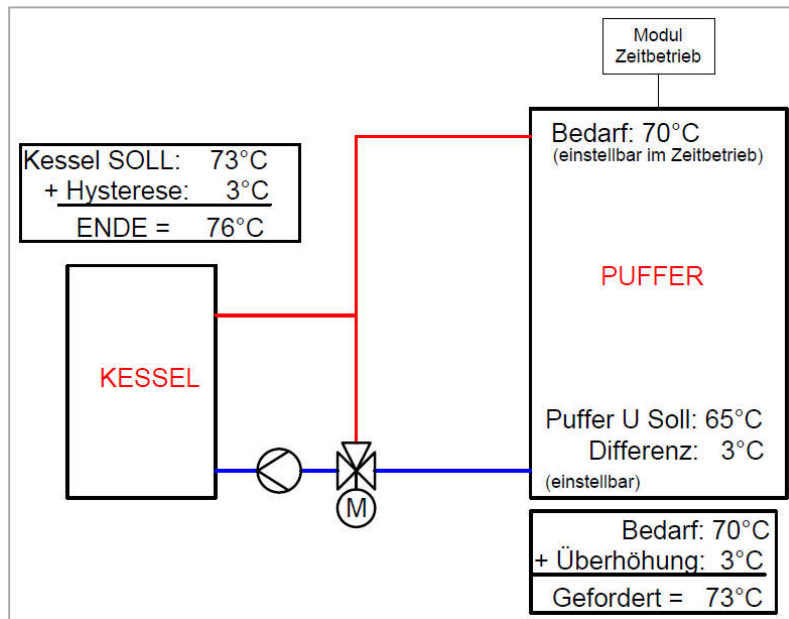 Modul
Zeitbetrieb
Bedarf: 70°C
(einstellbar im Zeitbetrieb)
Kessel SOLL: 73°C
+ Hysterese: 3°C
ENDE = 76°C
PUFFER
KESSEL
Puffer U Soll: 65°C
Differenz: 3°C
(einstellbar)
M
Bedarf: 70°C
+ Überhöhung: 3°C
Gefordert = 73°C